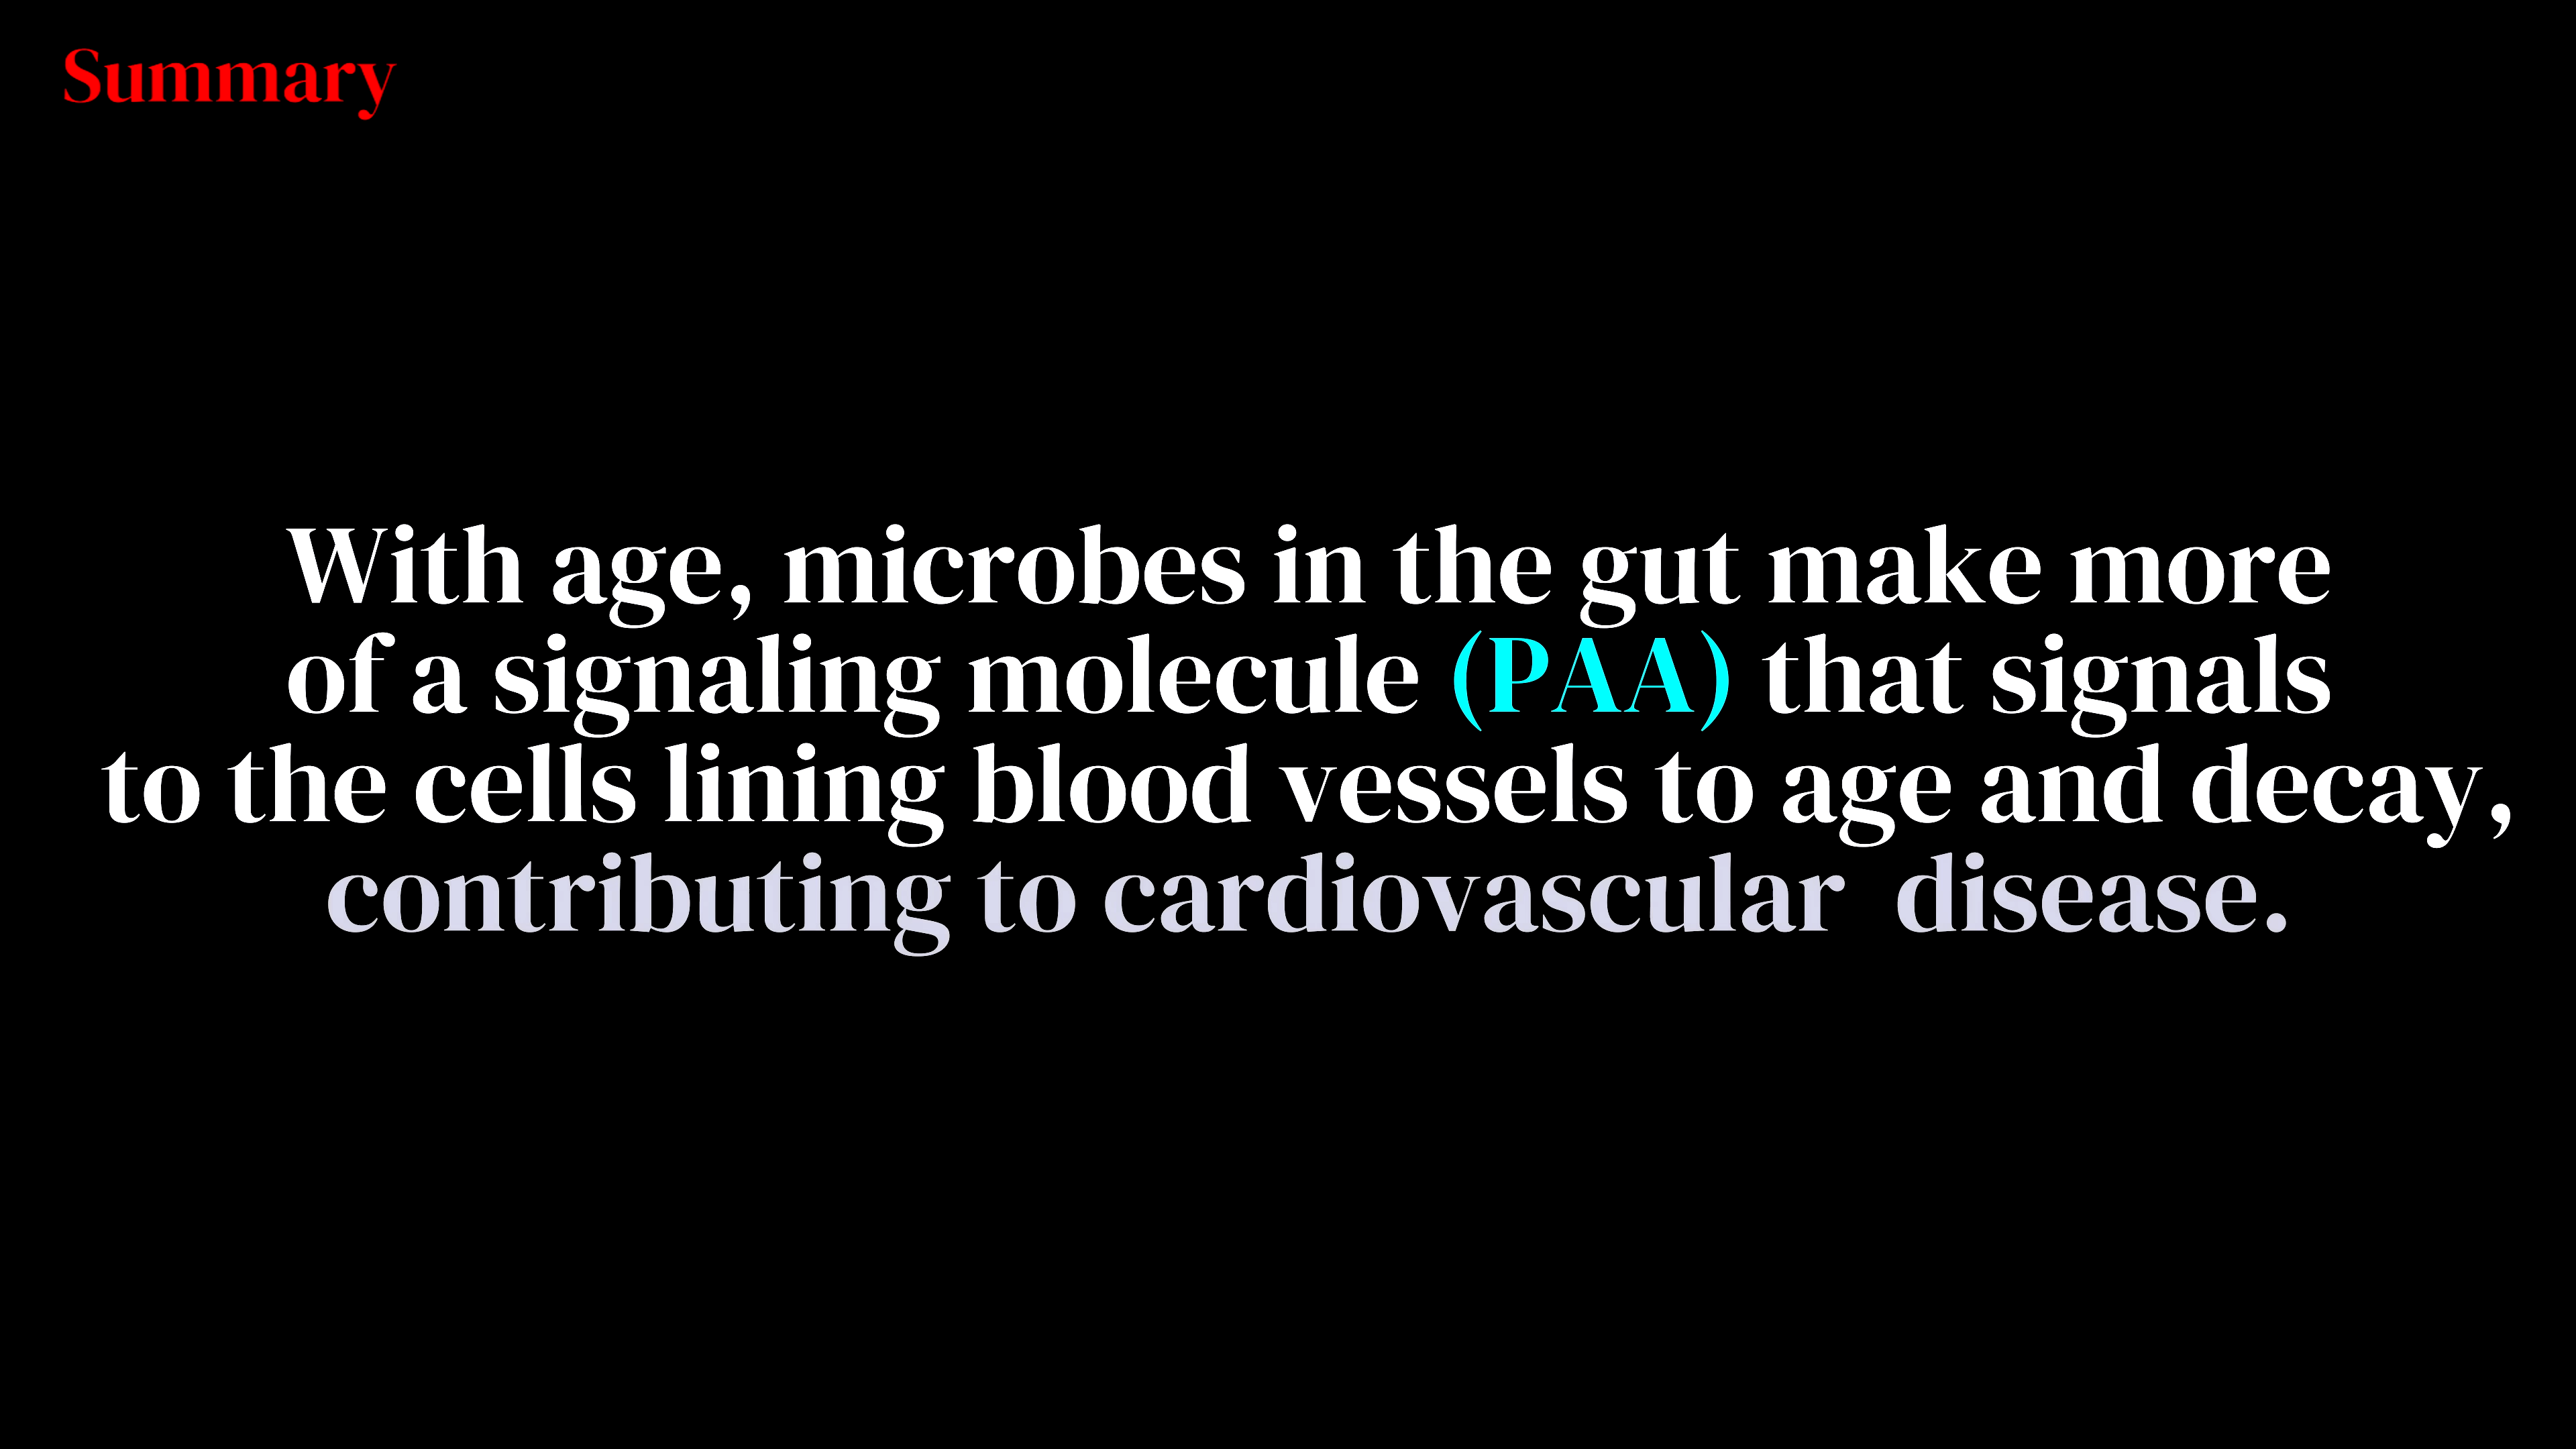 Summary
With age, microbes in the gut make more
of a signaling molecule (PAA) that signals
to the cells lining blood vessels to age and decay,
contributing to cardiovascular  disease.